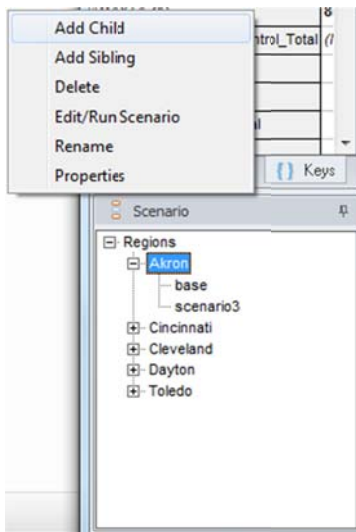 8
Add Child
ntrol_Total
Add Sibling
Delete
Edit/Run Scenario
Rename
Properties
Keys
Scenario
Regions
Akron
base
scenario3
Cincinnati
Cleveland
Dayton
Toledo